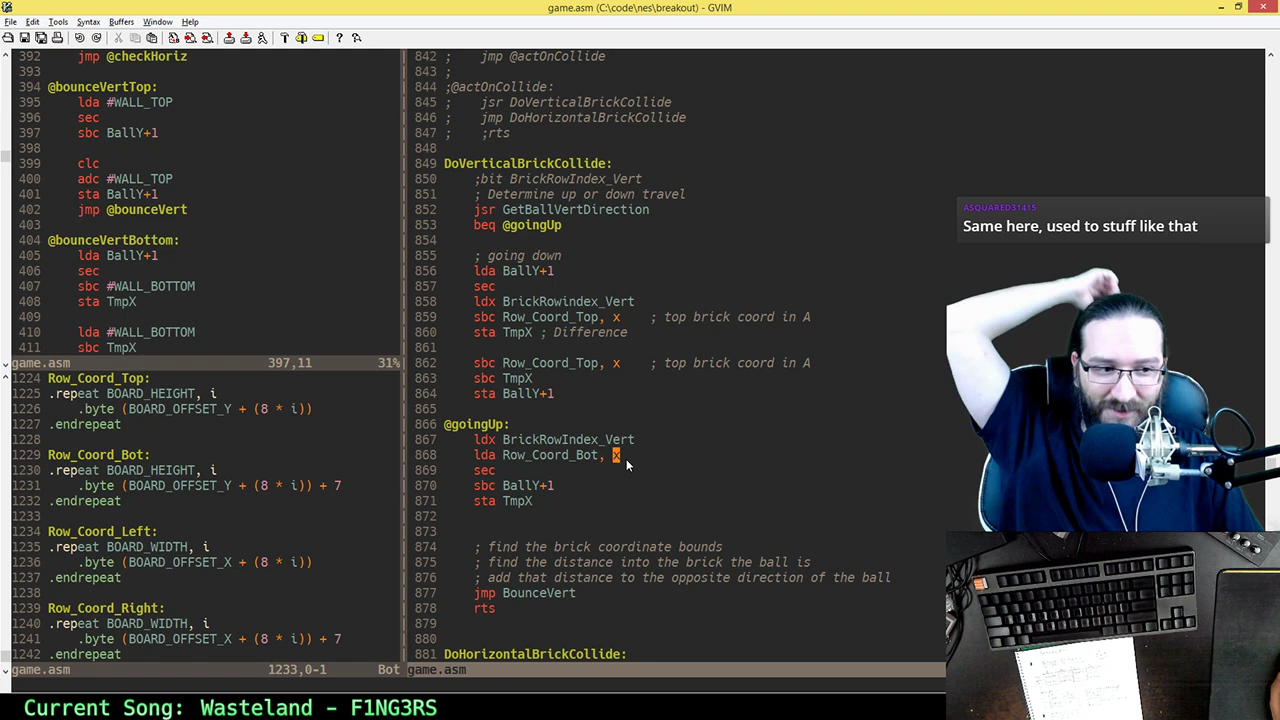 game.asm (C:\code\nes\breakout) - GVIM
File Edit Tools Syntax Buffers Window Help
392 jmp @checkHoriz
393
394 @bounceVertTop:
395 lda #WALL_TOP
396 sec
397 sbc BallY+1
398
399 clc
400 adc #WALL_TOP
401 sta BallY+1
402 jmp @bounceVert
403
404 @bounceVertBottom:
405 lda BallY+1
406 sec
407 sbc #WALL_BOTTOM
408 sta TmpX
409
410 lda #WALL_BOTTOM
411 sbc TmpX
game.asm 397,11 31%
1224 Row_Coord_Top:
1225 .repeat BOARD_HEIGHT, i
1226 .byte (BOARD_OFFSET_Y + (8 * i))
1227 .endrepeat
1228
1229 Row_Coord_Bot:
1230 .repeat BOARD_HEIGHT, i
1231 .byte (BOARD_OFFSET_Y + (8 * i)) + 7
1232 .endrepeat
1233
1234 Row_Coord_Left:
1235 .repeat BOARD_WIDTH, i
1236 .byte (BOARD_OFFSET_X + (8 * i))
1237 .endrepeat
1238
1239 Row_Coord_Right:
1240 .repeat BOARD_WIDTH, i
1241 .byte (BOARD_OFFSET_X + (8 * i)) + 7
1242 .endrepeat
game.asm 1233,0-1 Bot
842 ; jmp @actOnCollide
843 ;
844 ;@actOnCollide:
845 ; jsr DoVerticalBrickCollide
846 ; jmp DoHorizontalBrickCollide
847 ; ;rts
848
849 DoVerticalBrickCollide:
850 ;bit BrickRowIndex_Vert
851 ; Determine up or down travel
852 jsr GetBallVertDirection
853 beq @goingUp
854
855 ; going down
856 lda BallY+1
857 sec
858 ldx BrickRowindex_Vert
859 sbc Row_Coord_Top, x ; top brick coord in A
860 sta TmpX ; Difference
861
862 sbc Row_Coord_Top, x ; top brick coord in A
863 sbc TmpX
864 sta BallY+1
865
866 @goingUp:
867 ldx BrickRowIndex_Vert
868 lda Row_Coord_Bot, x
869 sec
870 sbc BallY+1
871 sta TmpX
872
873
874 ; find the brick coordinate bounds
875 ; find the distance into the brick the ball is
876 ; add that distance to the opposite direction of the ball
877 jmp BounceVert
878 rts
879
880
881 DoHorizontalBrickCollide:
game.asm
ASQUARED31415
Same here, used to stuff like that
Current Song: Wasteland - F1NG3RS